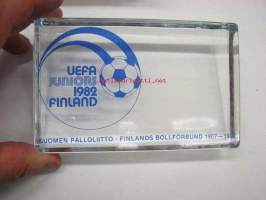 UEFA
JUNIORS
1982
FINLAND
SUOMEN PALLOLIITTO - FINLANDS BOLLFÖRBUND 1907-